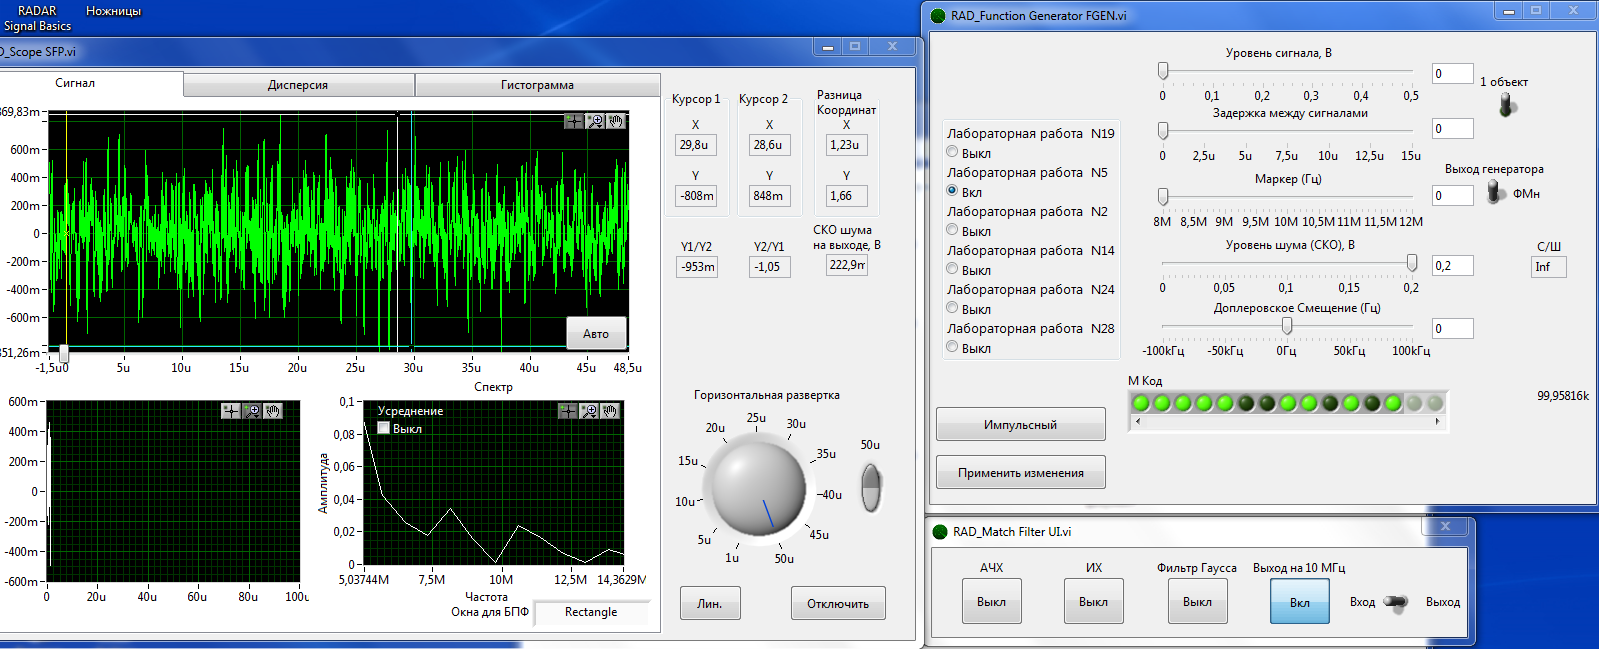 RADAR
Signal Basics
Ножницы
D_Scope SFP.vi
Сигнал
Дисперсия
Гистограмма
369,83m
600m
400m
200m
0
-200m
-400m
-600m
351,26m
-1,5u
0
5u
10u
15u
20u
25u
30u
35u
40u
45u
48,5u
Авто
Курсор 1
X
29,8u
Y
-808m
Курсор 2
X
28,6u
Y
848m
Разница
Координат
X
1,23u
Y
1,66
Y1/Y2
-953m
Y2/Y1
-1,05
СКО шума
на выходе, В
222,9m
Спектр
600m
400m
200m
0
-200m
-400m
-600m
0
20u
40u
60u
80u
100u
Усреднение
Выкл
Амплитуда
0,1
0,08
0,06
0,04
0,02
0
5,03744M
7,5M
10M
12,5M
14,3629M
Частота
Окна для БПФ
Rectangle
Горизонтальная развертка
1u
5u
10u
15u
20u
25u
30u
35u
40u
45u
50u
50u
Лин.
Отключить
RAD_Function Generator FGEN.vi
Лабораторная работа N19
Выкл
Лабораторная работа N5
Вкл
Лабораторная работа N2
Выкл
Лабораторная работа N14
Выкл
Лабораторная работа N24
Выкл
Лабораторная работа N28
Выкл
Импульсный
Применить изменения
Уровень сигнала, В
0
0 0,1 0,2 0,3 0,4 0,5
1 объект
Задержка между сигналами
0
0 2,5u 5u 7,5u 10u 12,5u 15u
Маркер (Гц)
0
8M 8,5M 9M 9,5M 10M 10,5M 11M 11,5M 12M
Выход генератора
ФМн
Уровень шума (СКО), В
0,2
0 0,05 0,1 0,15 0,2
С/Ш
Inf
Доплеровское Смещение (Гц)
0
-100кГц -50кГц 0Гц 50кГц 100кГц
М Код
99,95816k
RAD_Match Filter UI.vi
АЧХ
Выкл
ИХ
Выкл
Фильтр Гаусса
Выкл
Выход на 10 МГц
Вкл
Вход
Выход